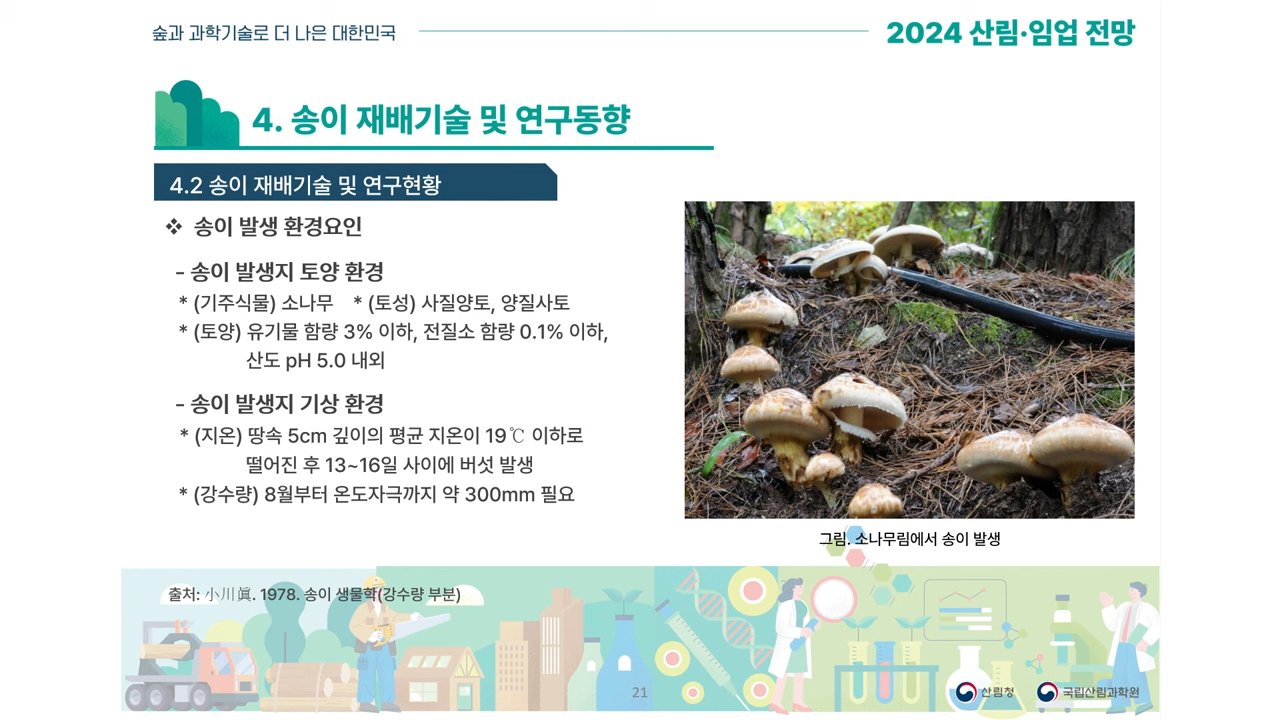 숲과 과학기술로 더 나은 대한민국
2024 산림·임업 전망
4. 송이 재배기술 및 연구동향
4.2 송이 재배기술 및 연구현황
❖ 송이 발생 환경요인
- 송이 발생지 토양 환경
* (기주식물) 소나무 * (토성) 사질양토, 양질사토
* (토양) 유기물 함량 3% 이하, 전질소 함량 0.1% 이하,
산도 pH 5.0 내외
- 송이 발생지 기상 환경
* (지온) 땅속 5cm 깊이의 평균 지온이 19℃ 이하로
떨어진 후 13~16일 사이에 버섯 발생
* (강수량) 8월부터 온도자극까지 약 300mm 필요
그림. 소나무림에서 송이 발생
출처: 小川眞. 1978. 송이 생물학(강수량 부분)
21
산림청
국립산림과학원